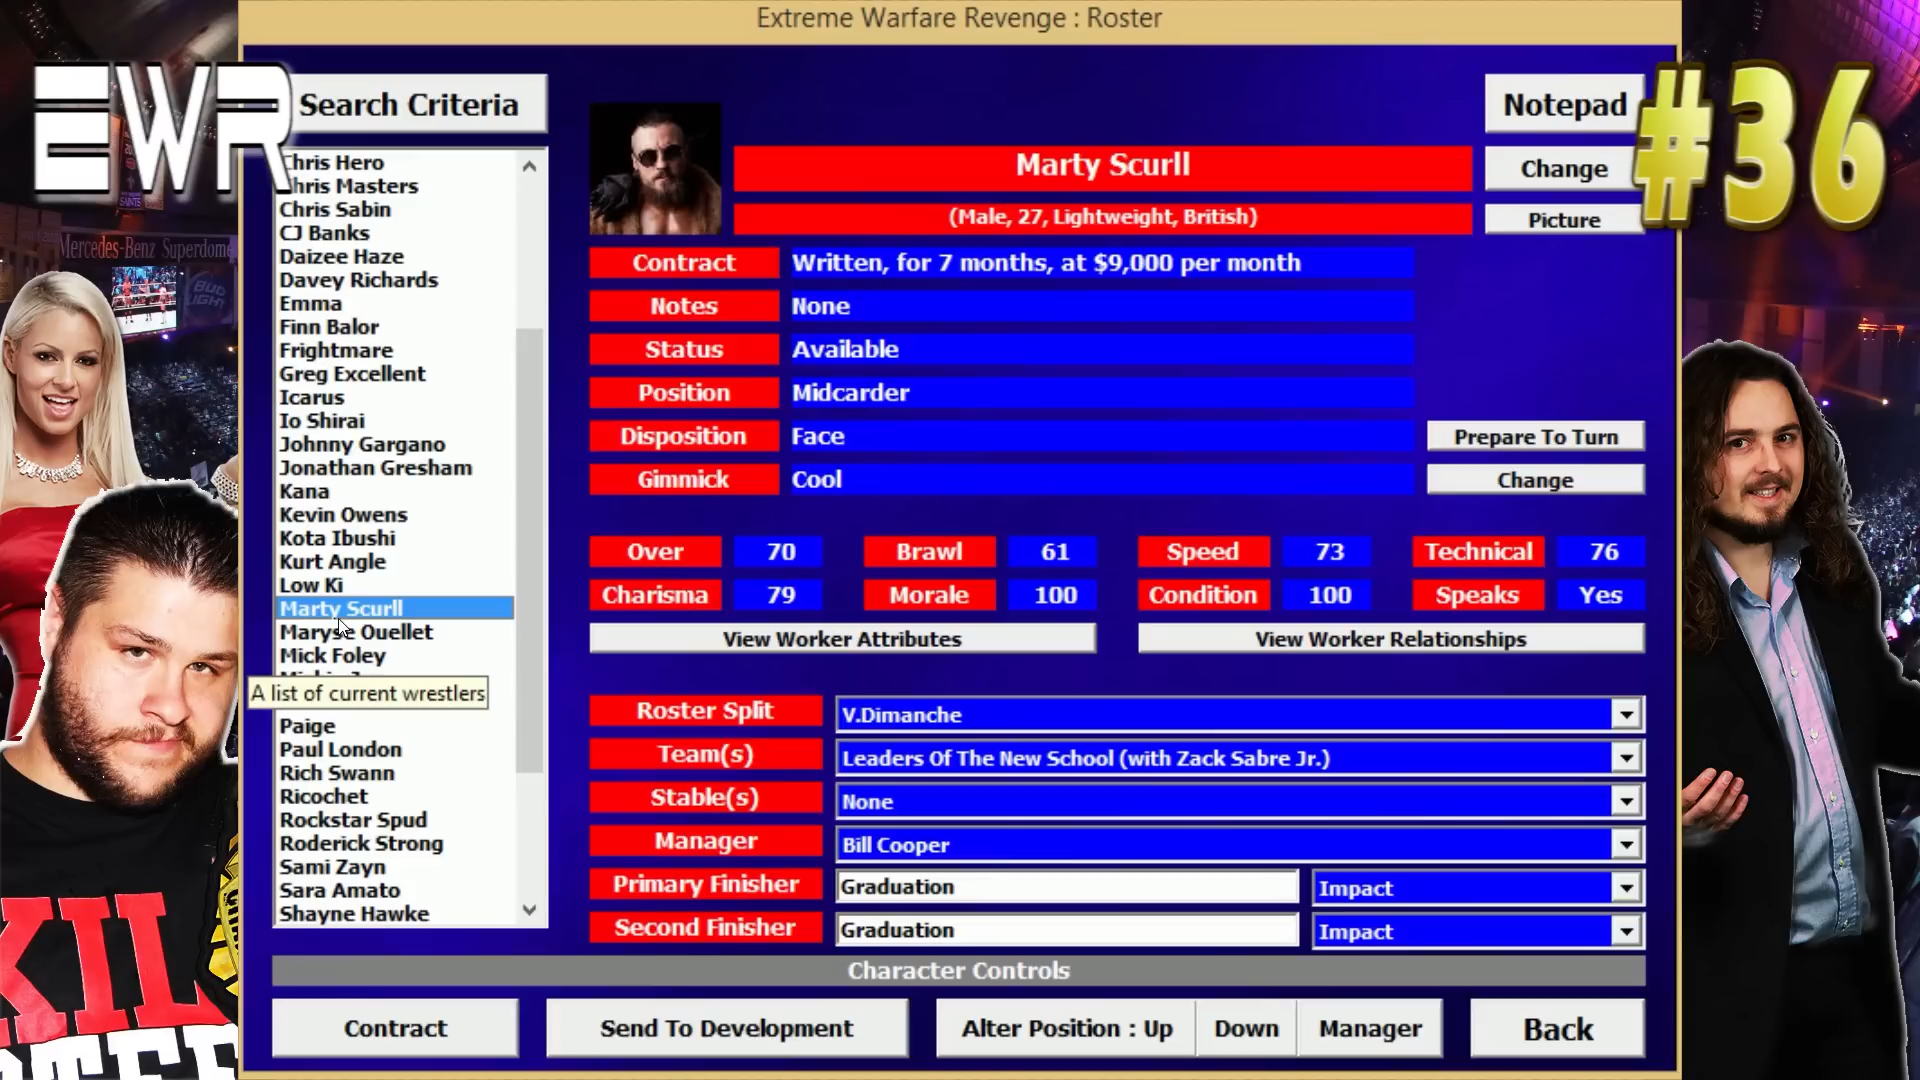 Extreme Warfare Revenge : Roster
EWR
#36
Search Criteria
Notepad
Change
Picture
Marty Scurll
(Male, 27, Lightweight, British)
Chris Hero
Chris Masters
Chris Sabin
CJ Banks
Daizee Haze
Davey Richards
Emma
Finn Balor
Frightmare
Greg Excellent
Icarus
Io Shirai
Johnny Gargano
Jonathan Gresham
Kana
Kevin Owens
Kota Ibushi
Kurt Angle
Low Ki
Marty Scurll
Maryse Ouellet
Mick Foley
A list of current wrestlers
Paige
Paul London
Rich Swann
Ricochet
Rockstar Spud
Roderick Strong
Sami Zayn
Sara Amato
Shayne Hawke
Contract Written, for 7 months, at $9,000 per month
Notes None
Status Available
Position Midcarder
Disposition Face Prepare To Turn
Gimmick Cool Change
Over 70 Brawl 61 Speed 73 Technical 76
Charisma 79 Morale 100 Condition 100 Speaks Yes
View Worker Attributes View Worker Relationships
Roster Split V.Dimanche
Team(s) Leaders Of The New School (with Zack Sabre Jr.)
Stable(s) None
Manager Bill Cooper
Primary Finisher Graduation Impact
Second Finisher Graduation Impact
Character Controls
Contract Send To Development Alter Position : Up Down Manager Back
Mercedes-Benz Superdome
BUD
LIGHT